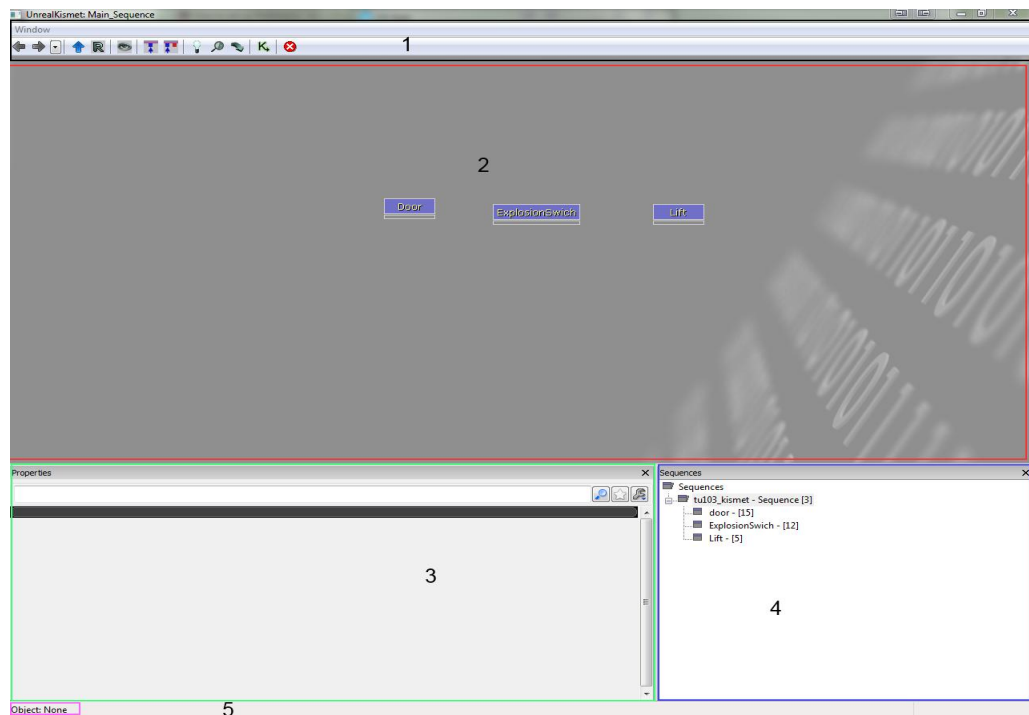 UnrealKismet: Main_Sequence
Window
1
2
Door
ExplosionSwich
Lift
Properties
Sequences
Sequences
tu103_kismet - Sequence [3]
door - [15]
ExplosionSwich - [12]
Lift - [5]
3
4
Object: None
5